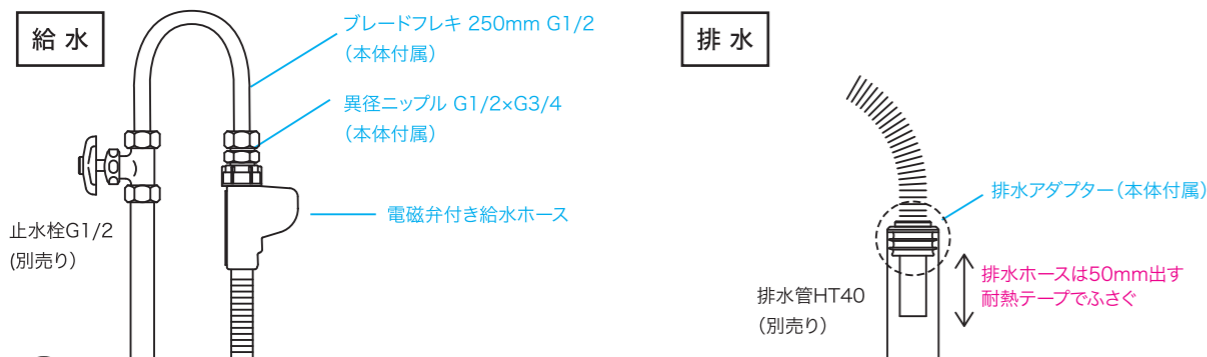 給水
ブレードフレキ 250mm G1/2
（本体付属）
異径ニップル G1/2×G3/4
（本体付属）
電磁弁付き給水ホース
止水栓G1/2
(別売り）
排水
排水アダプター（本体付属）
排水ホースは50mm出す
耐熱テープでふさぐ
排水管HT40
（別売り）